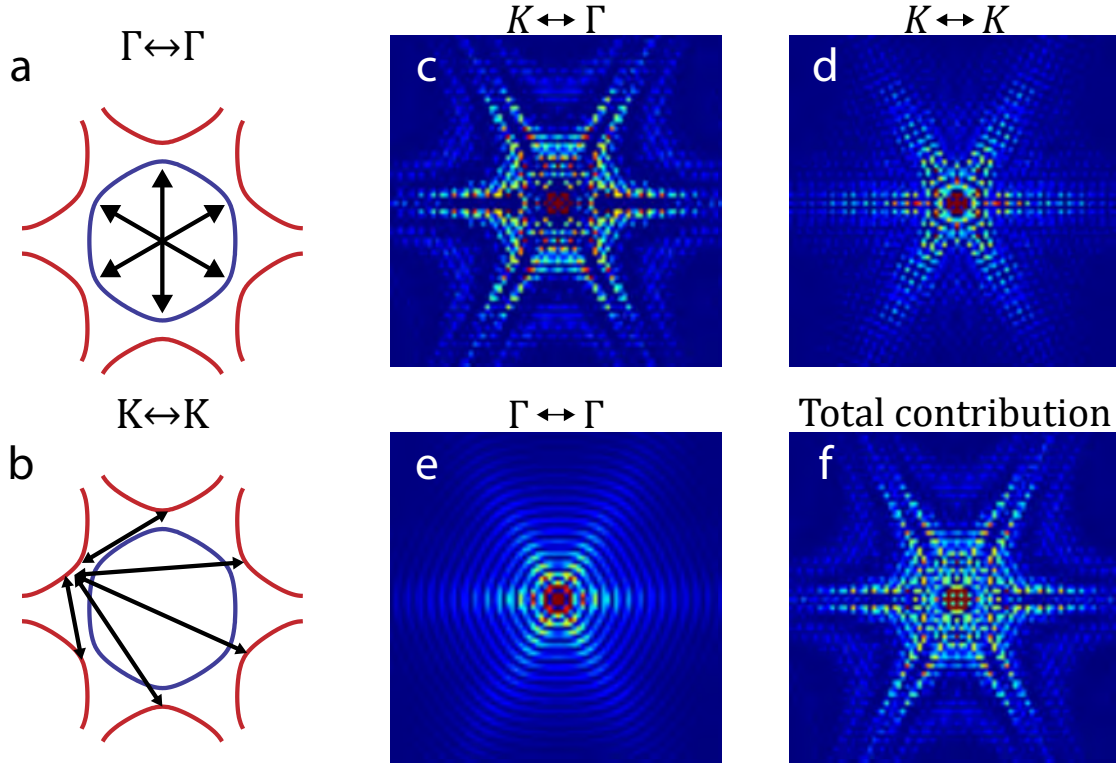 Γ↔Γ
a
K ↔ Γ
c
K ↔ K
d
K↔K
b
Γ ↔ Γ
e
Total contribution
f